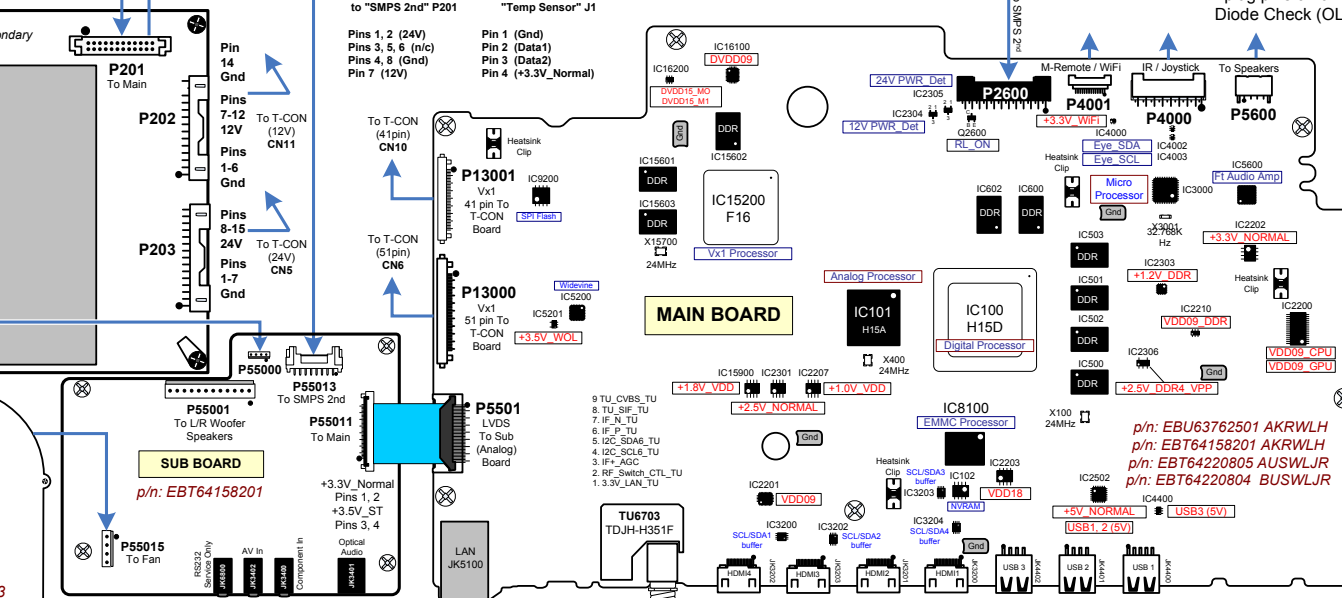 to "SMPS 2nd" P201
"Temp Sensor" J1
Pins 1, 2 (24V)
Pins 3, 5, 6 (n/c)
Pins 4, 8 (Gnd)
Pin 7 (12V)
Pin 1 (Gnd)
Pin 2 (Data1)
Pin 3 (Data2)
Pin 4 (+3.3V_Normal)
Diode Check (OL
SMPS 2nd
P201
To Main
Pin
14
Gnd
Pins
7-12
12V
Pins
1-6
Gnd
P202
To T-CON
(12V)
CN11
Pins
8-15
24V
Pins
1-7
Gnd
P203
To T-CON
(24V)
CN5
To T-CON
(41pin)
CN10
To T-CON
(51pin)
CN6
Heatsink
Clip
P13001
Vx1
41 pin To
T-CON
Board
IC9200
SPI Flash
P13000
Vx1
51 pin To
T-CON
Board
Widevine
IC5200
IC5201
+3.5V_WOL
IC16100
DVDD09
IC16200
DVDD15_M0
DVDD15_M1
Gnd
DDR
IC15602
IC15601
DDR
IC15603
DDR
X15700
24MHz
IC15200
F16
Vx1 Processor
24V PWR_Det
IC2305
IC2304
12V PWR_Det
P2600
Q2600
RL_ON
M-Remote / WiFi
P4001
+3.3V_WiFi
IC4000
Eye_SDA
Eye_SCL
IR / Joystick
P4000
IC4002
IC4003
To Speakers
P5600
IC5600
Ft Audio Amp
Heatsink
Clip
Micro
Processor
IC3000
Gnd
X3001
32.768K
Hz
IC602
DDR
IC600
DDR
IC2202
+3.3V_NORMAL
IC503
DDR
IC501
DDR
IC502
DDR
IC500
DDR
IC2303
+1.2V_DDR
Heatsink
Clip
IC2210
VDD09_DDR
IC2200
VDD09_CPU
VDD09_GPU
IC2306
Gnd
+2.5V_DDR4_VPP
MAIN BOARD
Analog Processor
IC101
H15A
IC100
H15D
Digital Processor
X400
24MHz
IC15900
IC2301
IC2207
+1.8V_VDD
+1.0V_VDD
+2.5V_NORMAL
P55000
P55013
To SMPS 2nd
P55001
To L/R Woofer
Speakers
P55011
To Main
SUB BOARD
p/n: EBT64158201
+3.3V_Normal
Pins 1, 2
+3.5V_ST
Pins 3, 4
P55015
To Fan
RS232
Service Only
JK6800
AV In
JK3402
JK3400
Component In
Optical
Audio
JK3401
P5501
LVDS
To Sub
(Analog)
Board
LAN
JK5100
9 TU_CVBS_TU
8. TU_SIF_TU
7. IF_N_TU
6. IF_P_TU
5. I2C_SDA6_TU
4. I2C_SCL6_TU
3. IF+_AGC
2. RF_Switch_CTL_TU
1. 3.3V_LAN_TU
TU6703
TDJH-H351F
Gnd
IC2201
VDD09
SCL/SDA1
buffer
IC3200
IC3202
SCL/SDA2
buffer
IC8100
EMMC Processor
Heatsink
Clip
SCL/SDA3
buffer
IC3203
IC102
NVRAM
IC2203
VDD18
IC3204
SCL/SDA4
buffer
Gnd
HDMI4
JK3202
HDMI3
JK3203
HDMI2
JK3201
HDMI1
JK3200
USB 3
JK4402
USB 2
JK4401
USB 1
JK4400
X100
24MHz
IC2502
+5V_NORMAL
USB1, 2 (5V)
IC4400
USB3 (5V)
p/n: EBU63762501 AKRWLH
p/n: EBT64158201 AKRWLH
p/n: EBT64220805 AUSWLJR
p/n: EBT64220804 BUSWLJR